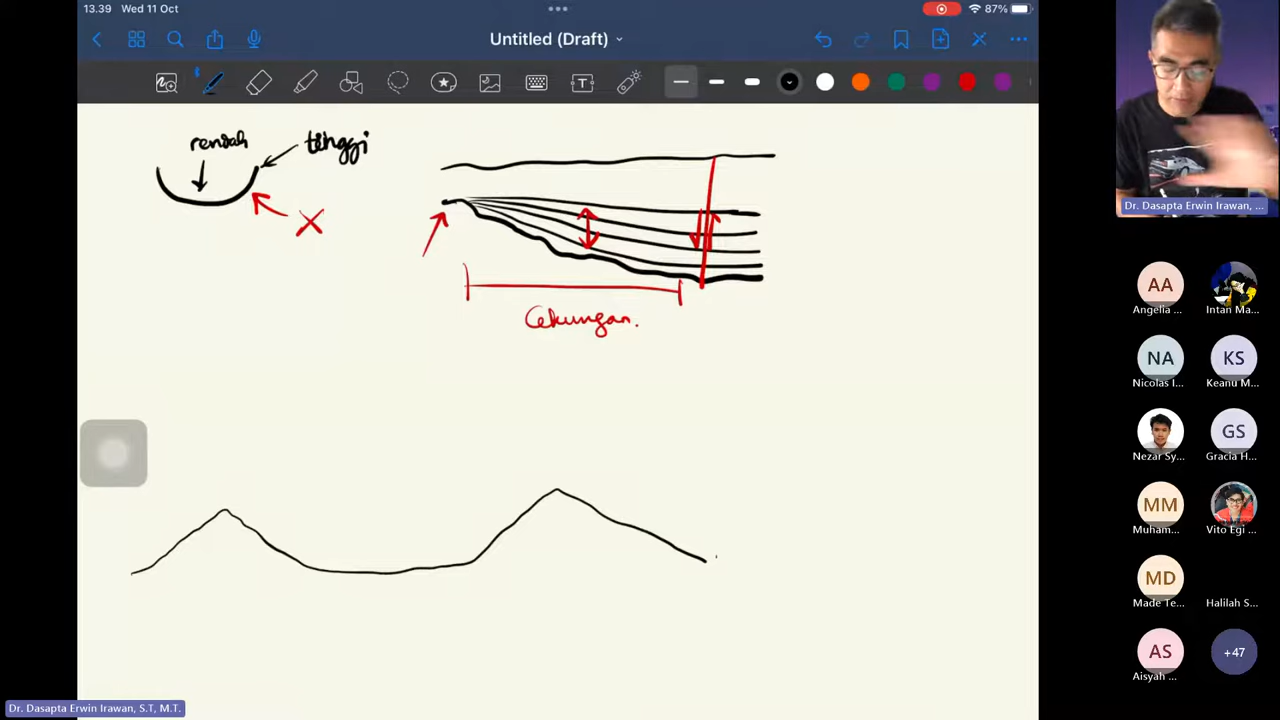 13.39 Wed 11 Oct
87%
Untitled (Draft)
T
rendah
tinggi
X
Cekungan.
Dr. Dasapta Erwin Irawan, ...
AA
Angelia ...
Intan Ma...
NA
Nicolas I...
KS
Keanu M...
Nezar Sy...
GS
Gracia H...
MM
Muham...
Vito Egi ...
MD
Made Te...
Halilah S...
AS
Aisyah ...
+47
Dr. Dasapta Erwin Irawan, S.T, M.T.